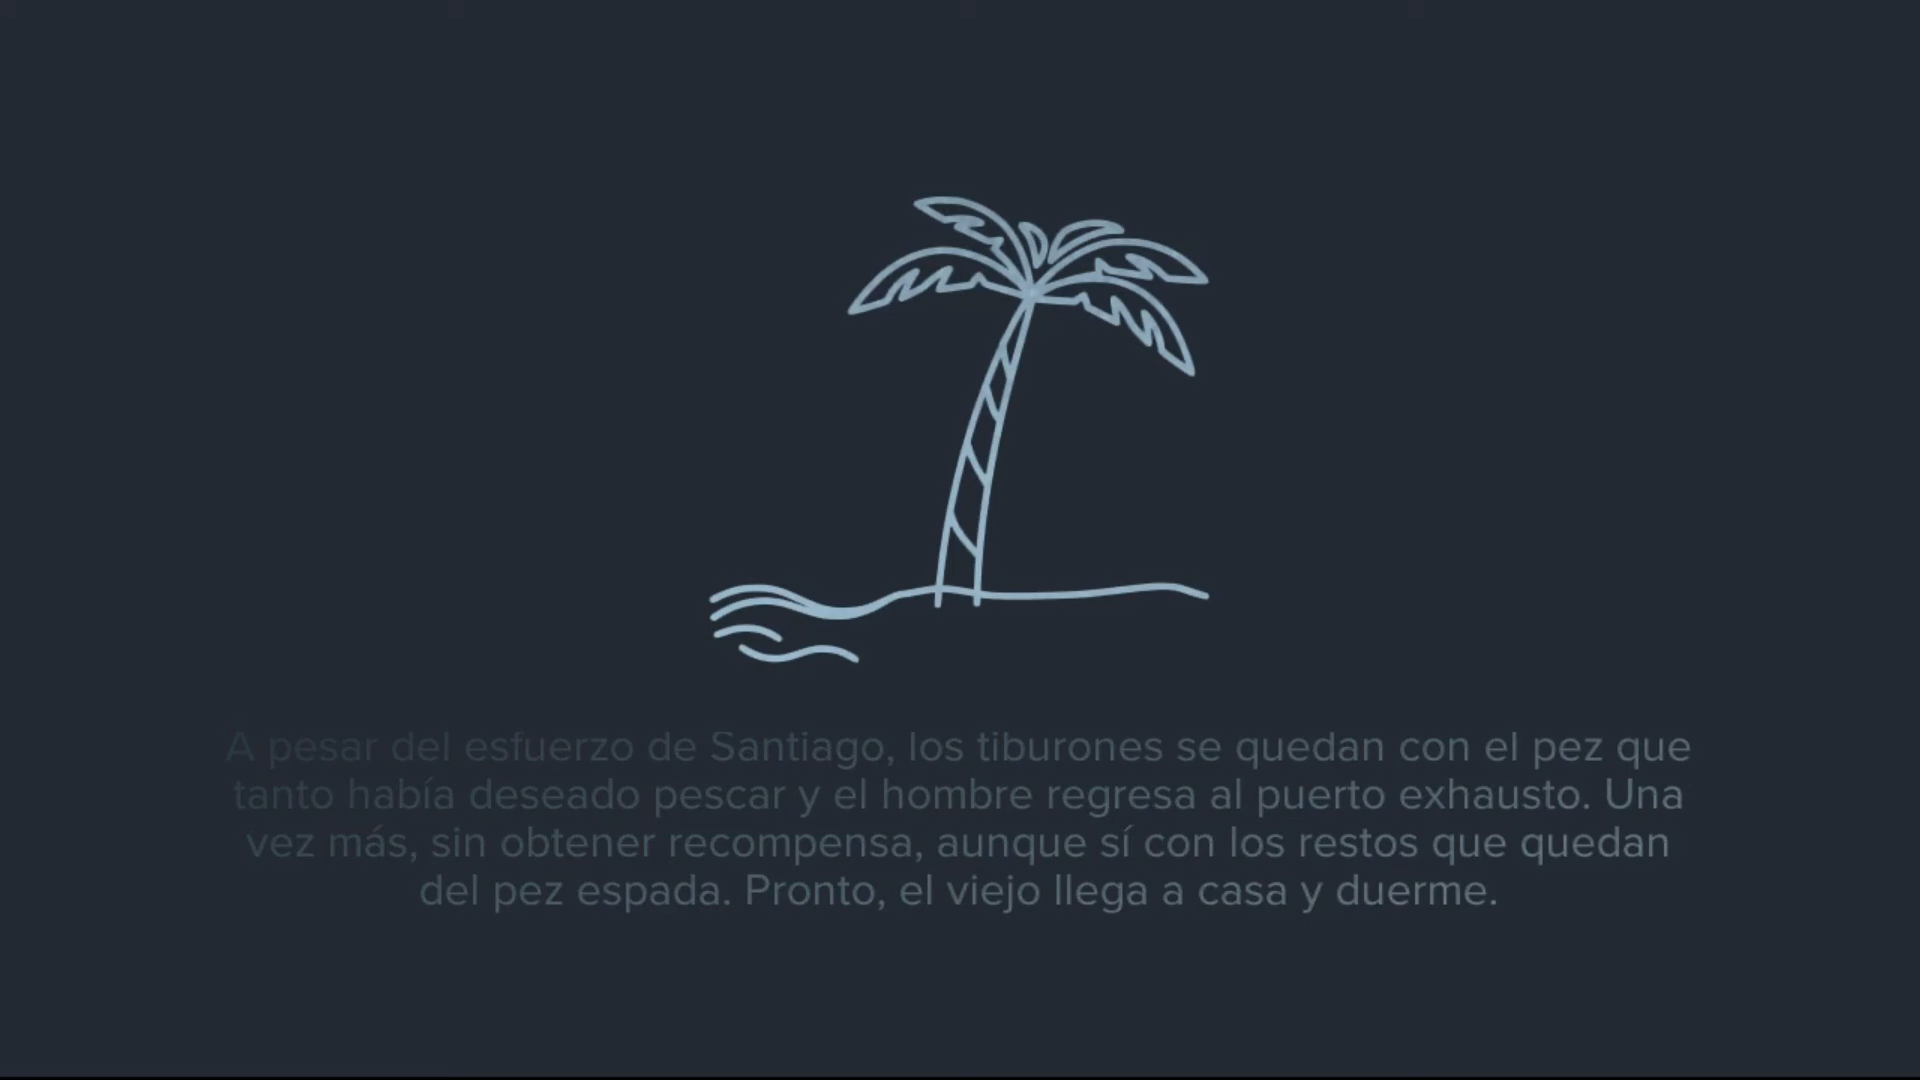 A pesar del esfuerzo de Santiago, los tiburones se quedan con el pez que
tanto había deseado pescar y el hombre regresa al puerto exhausto. Una
vez más, sin obtener recompensa, aunque sí con los restos que quedan
del pez espada. Pronto, el viejo llega a casa y duerme.